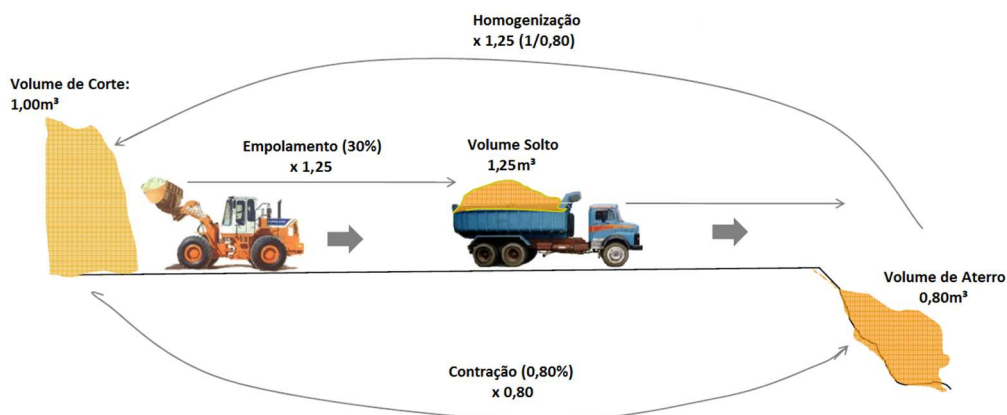 Homogenização
x 1,25 (1/0,80)
Volume de Corte:
1,00m³
Empolamento (30%)
x 1,25
Volume Solto
1,25m³
Volume de Aterro
0,80m³
Contração (0,80%)
x 0,80